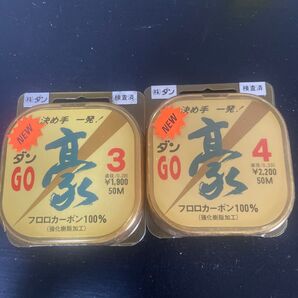 ㈱ ダン
検査済
決め手 一発!
NEW
ダン
GO
豪
3
¥1,900
50M
フロロカーボン100%
(強化樹脂加工)
㈱ ダン
検査済
決め手 一発!
NEW
ダン
GO
豪
4
¥2,200
50M
フロロカーボン100%
(強化樹脂加工)